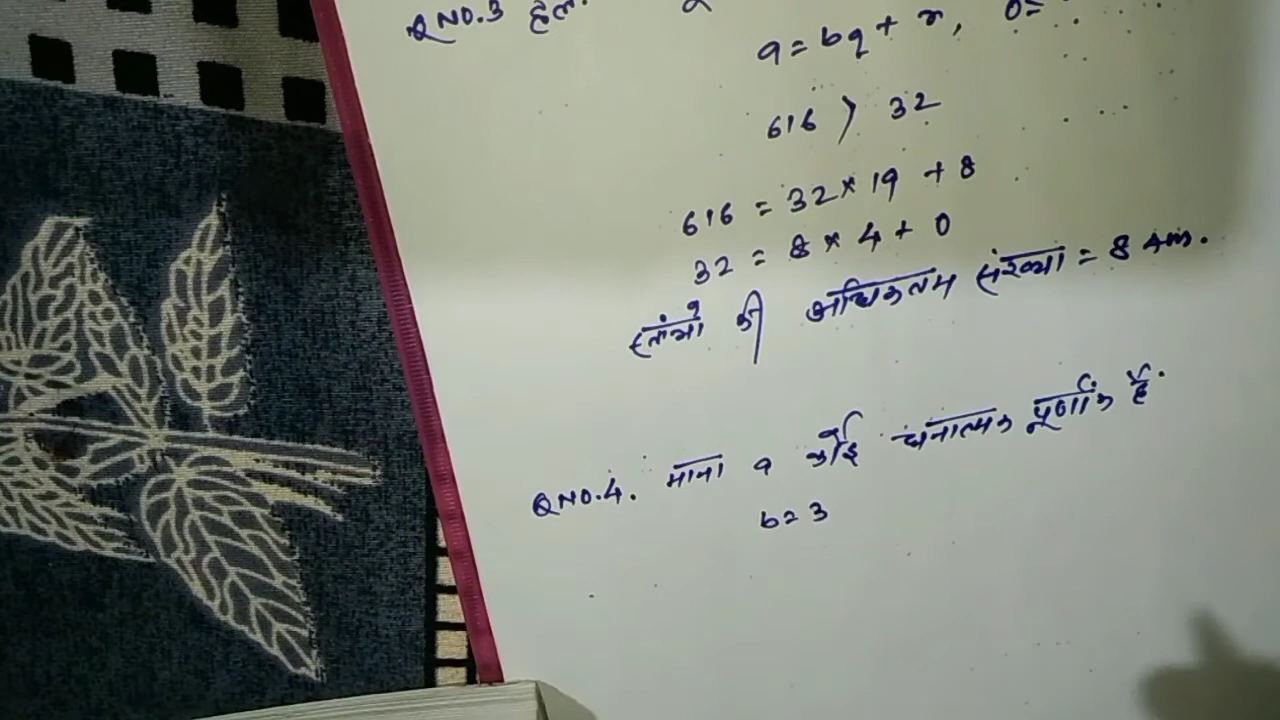 Q NO.3 हल
a = bq + r, 0 =
616 > 32
616 = 32 × 19 + 8
32 = 8 × 4 + 0
स्तंभों की अधिकतम संख्या = 8 Am.
Q NO.4. माना a कोई धनात्मक पूर्णांक है.
b = 3